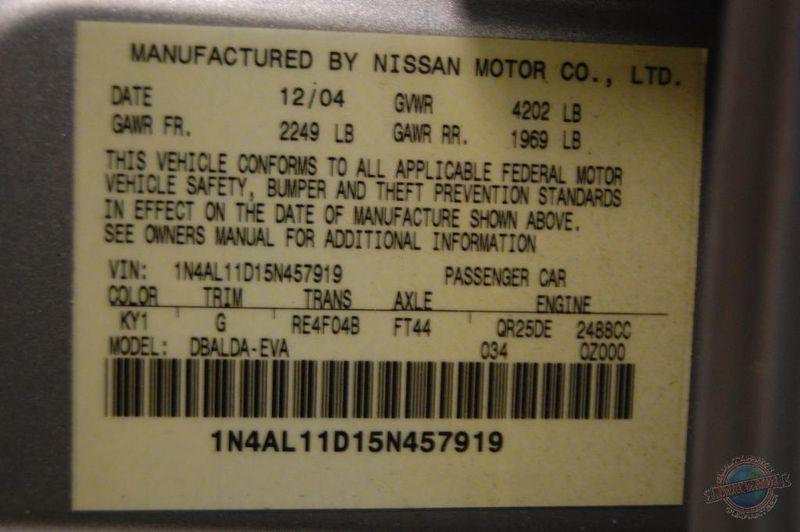 MANUFACTURED BY NISSAN MOTOR CO., LTD.
DATE 12/04 GVWR 4202 LB
GAWR FR. 2249 LB GAWR RR. 1969 LB
THIS VEHICLE CONFORMS TO ALL APPLICABLE FEDERAL MOTOR
VEHICLE SAFETY, BUMPER AND THEFT PREVENTION STANDARDS
IN EFFECT ON THE DATE OF MANUFACTURE SHOWN ABOVE.
SEE OWNERS MANUAL FOR ADDITIONAL INFORMATION
VIN: 1N4AL11D15N457919 PASSENGER CAR
COLOR TRIM TRANS AXLE ENGINE
KY1 G RE4F04B FT44 QR25DE 2488CC
MODEL: DBALDA-EVA 034 0Z000
1N4AL11D15N457919